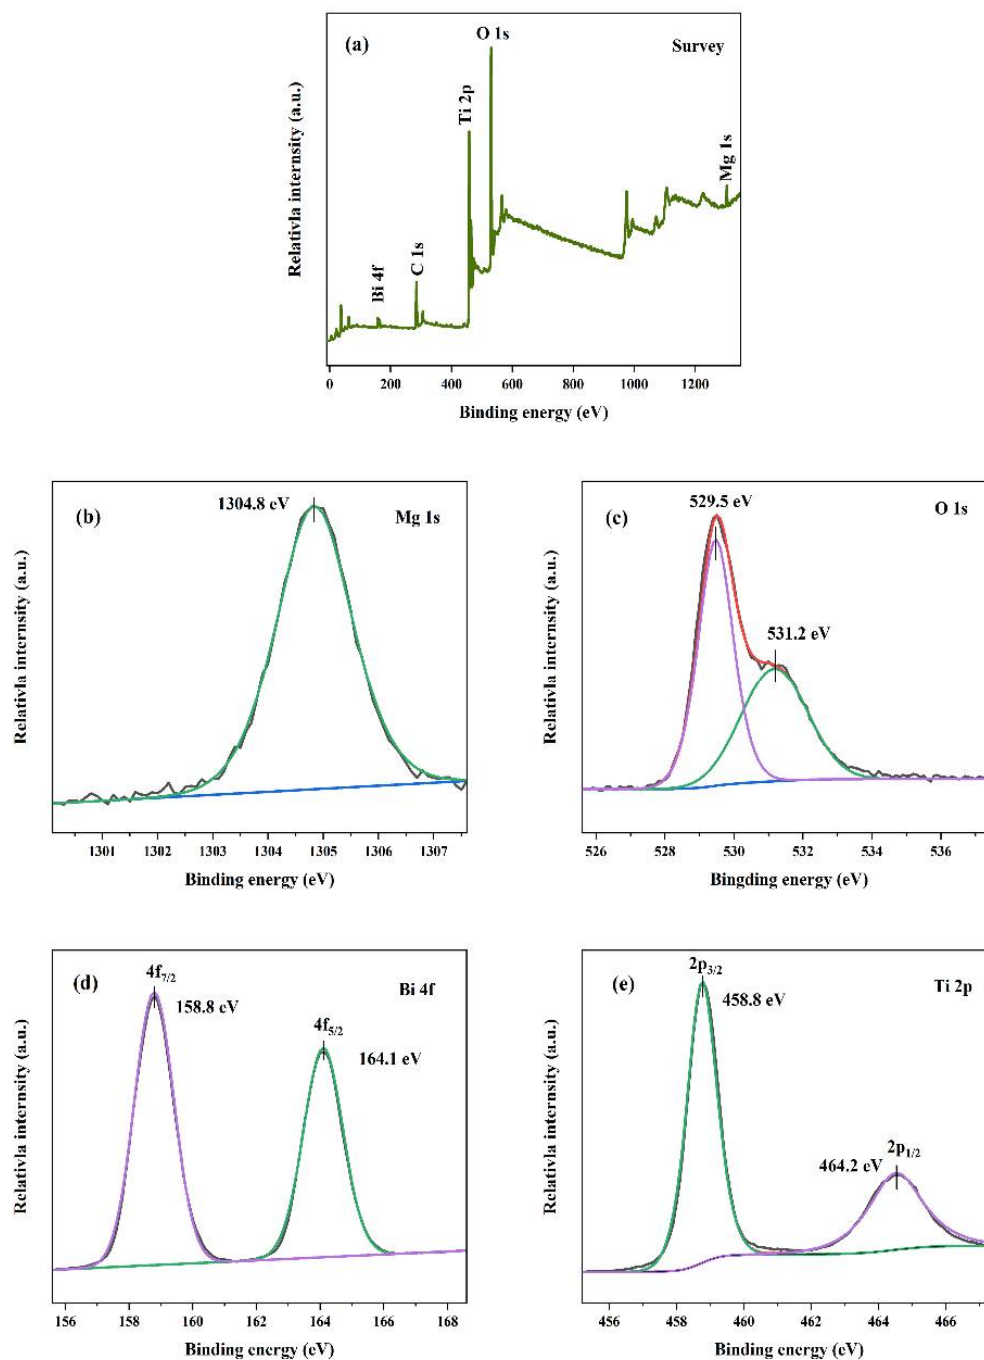 (a)
O 1s
Survey
Ti 2p
Mg 1s
C 1s
Bi 4f
Relativla internsity (a.u.)
0 200 400 600 800 1000 1200
Binding energy (eV)
(b)
1304.8 eV
Mg 1s
Relativla internsity (a.u.)
1301 1302 1303 1304 1305 1306 1307
Binding energy (eV)
(c)
529.5 eV
O 1s
531.2 eV
Relativla internsity (a.u.)
526 528 530 532 534 536
Bingding energy (eV)
(d)
4f7/2
158.8 eV
Bi 4f
4f5/2
164.1 eV
Relativla internsity (a.u.)
156 158 160 162 164 166 168
Binding energy (eV)
2p3/2
(e)
458.8 eV
Ti 2p
2p1/2
464.2 eV
Relativla internsity (a.u.)
456 458 460 462 464 466
Binding energy (eV)